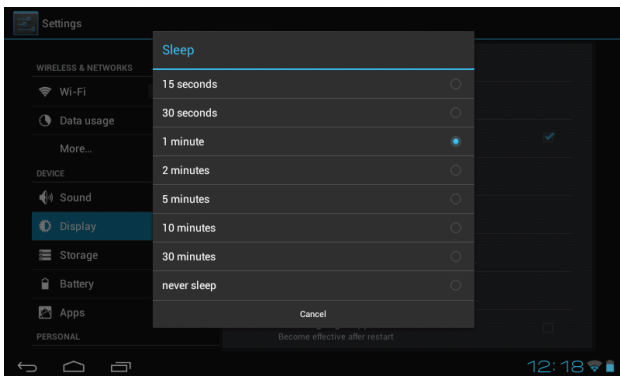 Settings
WIRELESS & NETWORKS
Wi-Fi
Data usage
More...
DEVICE
Sound
Display
Storage
Battery
Apps
PERSONAL
Sleep
15 seconds
30 seconds
1 minute
2 minutes
5 minutes
10 minutes
30 minutes
never sleep
Cancel
Become effective affer restart
12:18